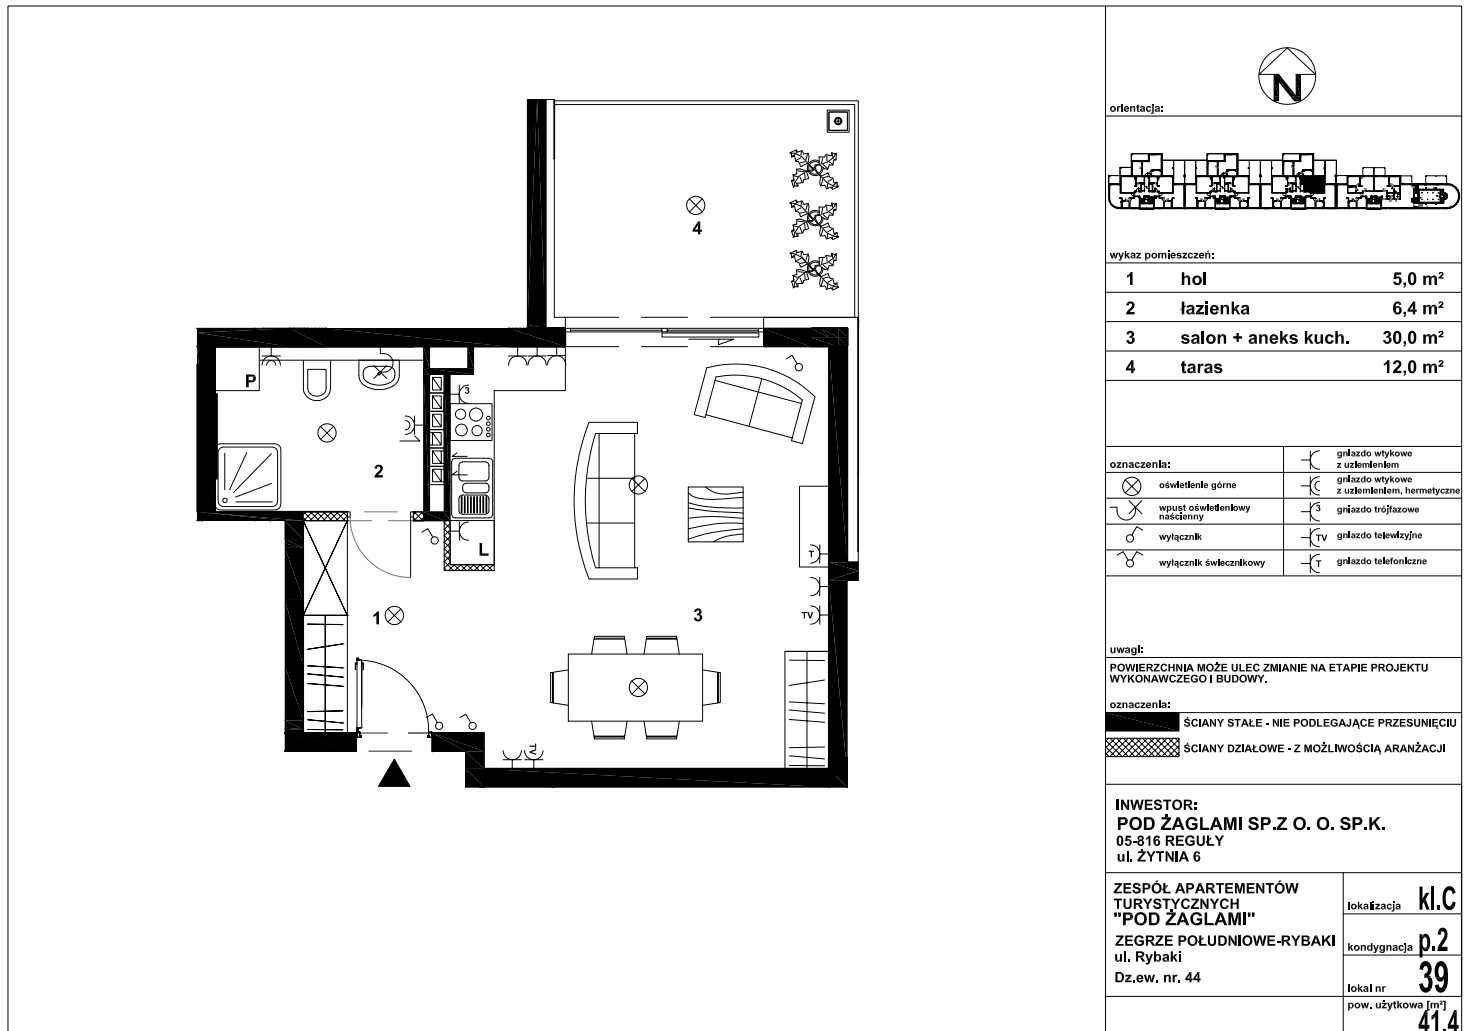 P
2
1
3
L
T
TV
TV
3
4
N
orientacja:
wykaz pomieszczeń:
1 hol 5,0 m²
2 łazienka 6,4 m²
3 salon + aneks kuch. 30,0 m²
4 taras 12,0 m²
oznaczenia:
oświetlenie górne
wpust oświetleniowy
naścienny
wyłącznik
wyłącznik świecznikowy
gniazdo wtykowe
z uziemieniem
gniazdo wtykowe
z uziemieniem, hermetyczne
3 gniazdo trójfazowe
TV gniazdo telewizyjne
T gniazdo telefoniczne
uwagi:
POWIERZCHNIA MOŻE ULEC ZMIANIE NA ETAPIE PROJEKTU
WYKONAWCZEGO I BUDOWY.
oznaczenia:
ŚCIANY STAŁE - NIE PODLEGAJĄCE PRZESUNIĘCIU
ŚCIANY DZIAŁOWE - Z MOŻLIWOŚCIĄ ARANŻACJI
INWESTOR:
POD ŻAGLAMI SP.Z O. O. SP.K.
05-816 REGUŁY
ul. ŻYTNIA 6
ZESPÓŁ APARTEMENTÓW
TURYSTYCZNYCH
"POD ŻAGLAMI"
ZEGRZE POŁUDNIOWE-RYBAKI
ul. Rybaki
Dz.ew. nr. 44
lokalizacja kl.C
kondygnacja p.2
lokal nr 39
pow. użytkowa [m²]
41,4